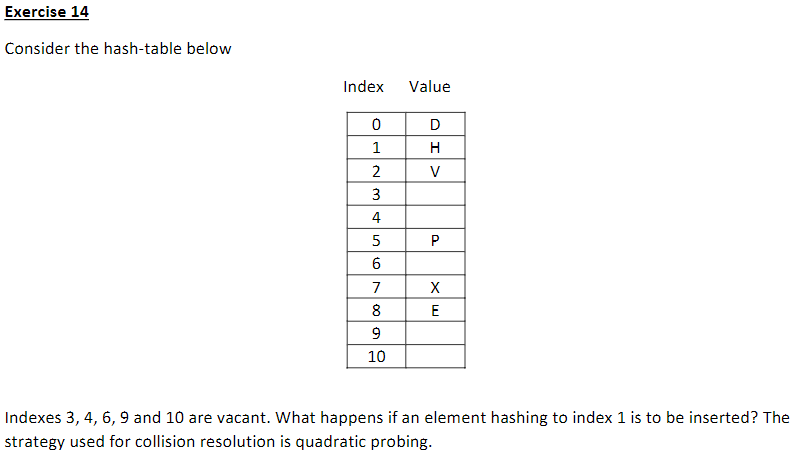 Exercise 14
Consider the hash-table below
Index Value
0 D
1 H
2 V
3
4
5 P
6
7 X
8 E
9
10
Indexes 3, 4, 6, 9 and 10 are vacant. What happens if an element hashing to index 1 is to be inserted? The
strategy used for collision resolution is quadratic probing.